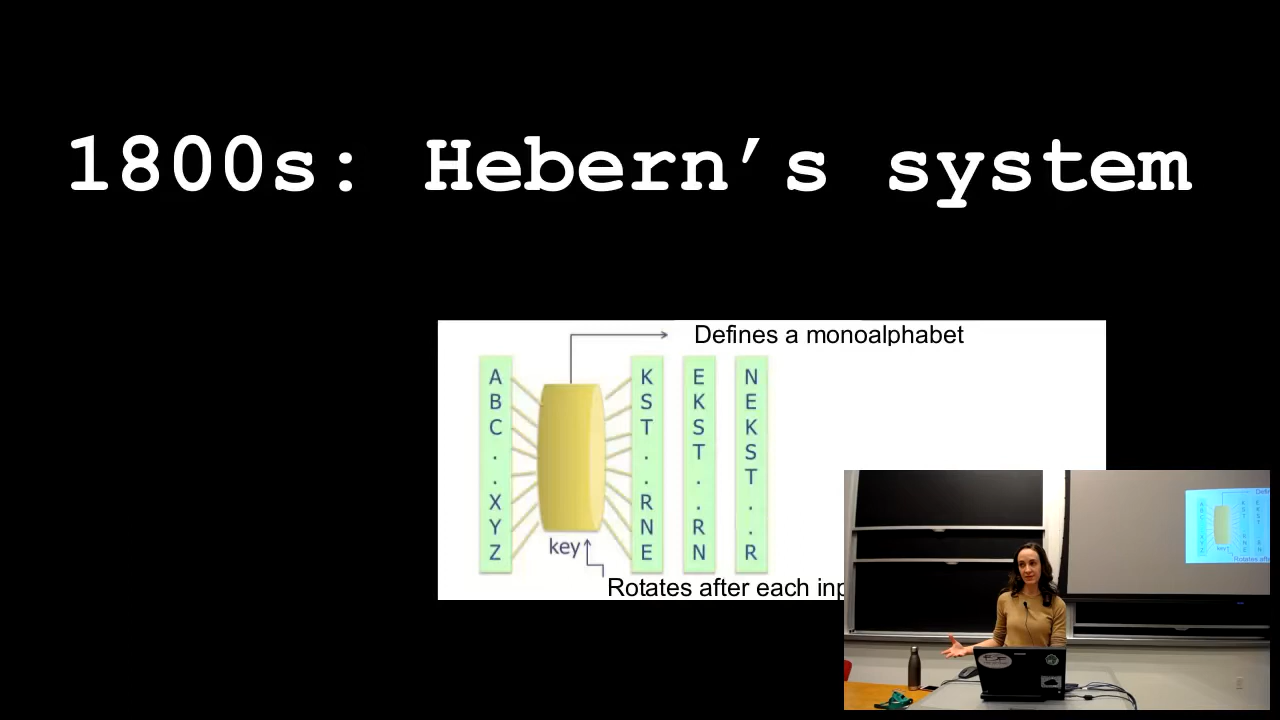 1800s: Hebern’s system
Defines a monoalphabet
A K E N
B S K E
C T S K
. . T S
. . . T
X R . .
Y N R .
Z E N R
key
Rotates after each inp